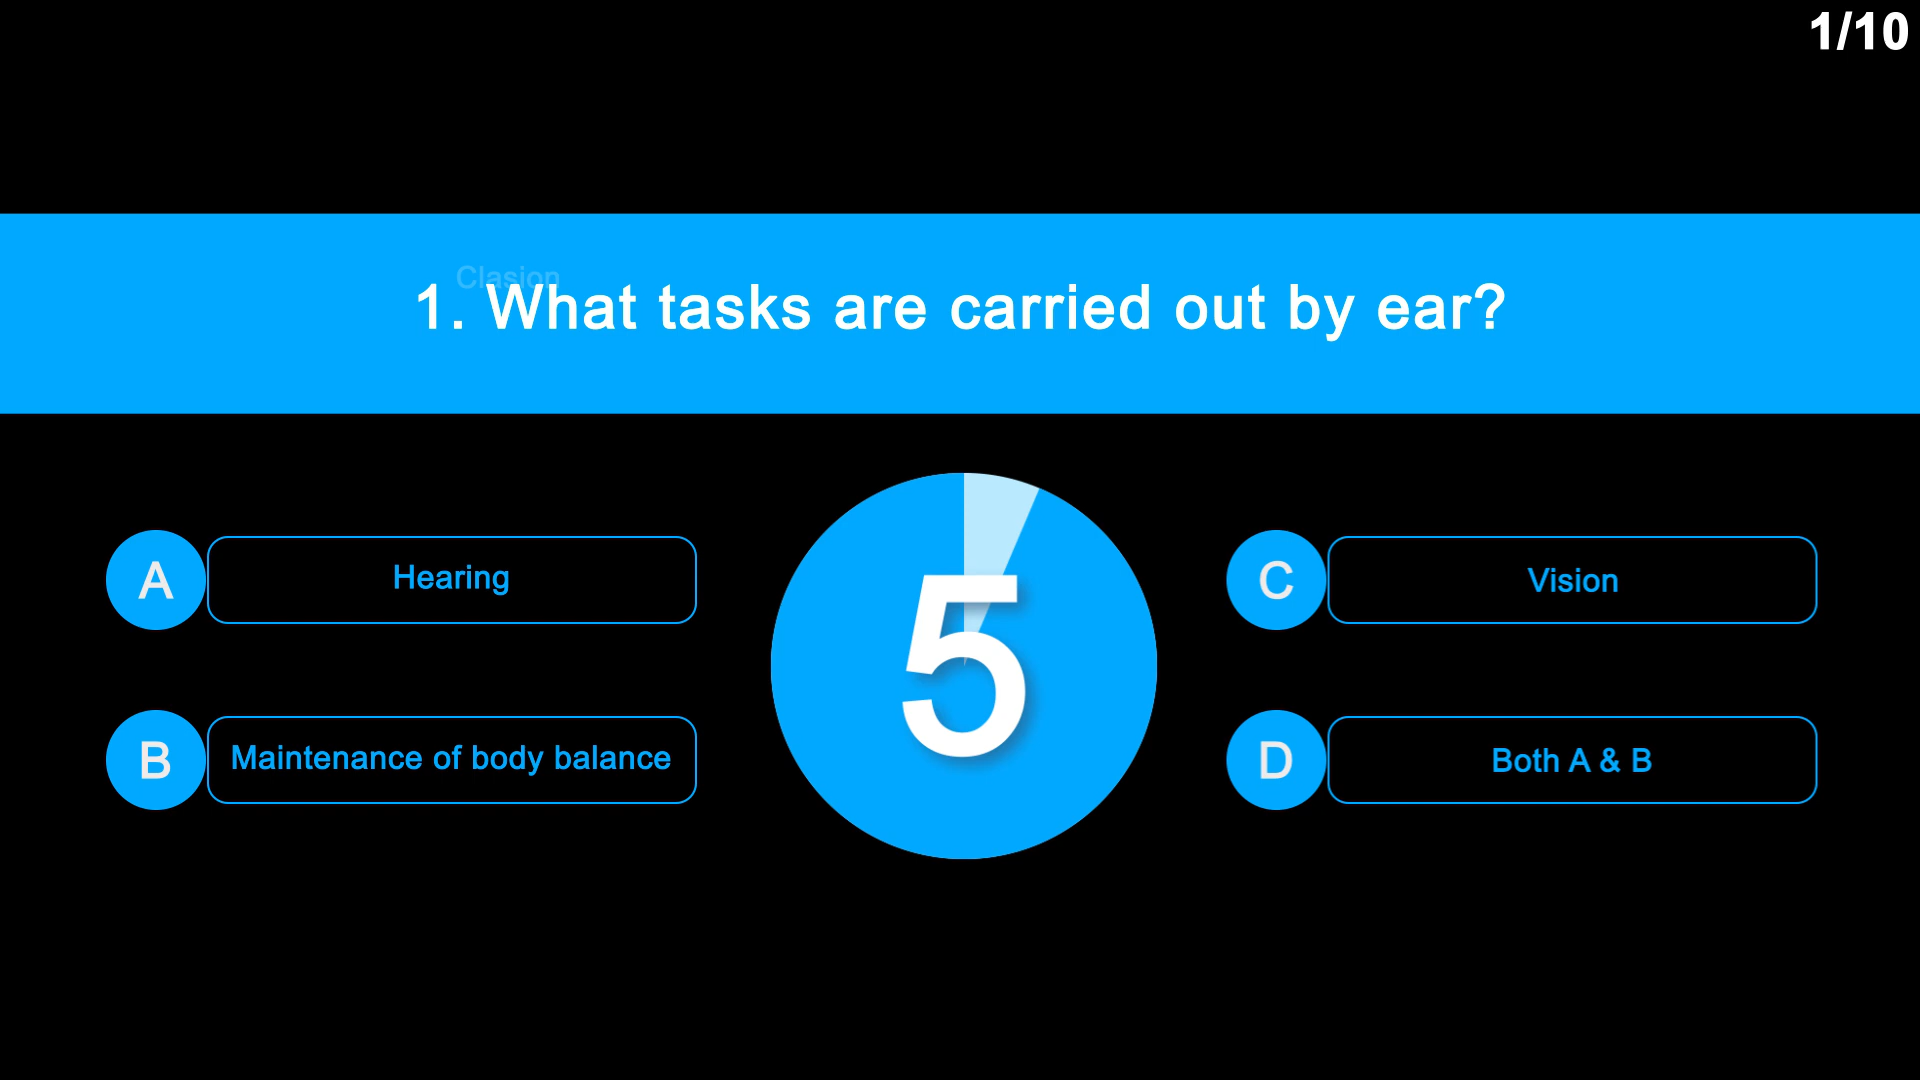 1/10
Clasion
1. What tasks are carried out by ear?
A
Hearing
B
Maintenance of body balance
5
C
Vision
D
Both A & B